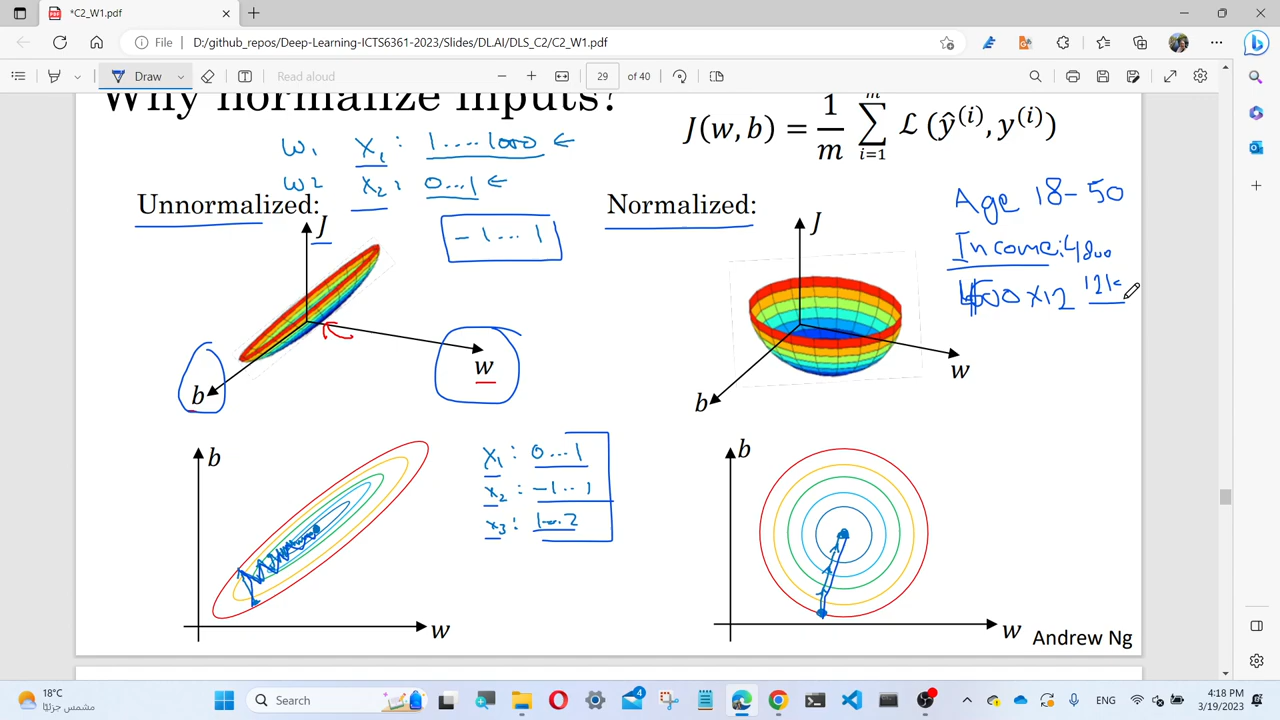 *C2_W1.pdf
File
D:/github_repos/Deep-Learning-ICTS6361-2023/Slides/DL.AI/DLS_C2/C2_W1.pdf
Draw
Read aloud
29 of 40
Why normalize inputs?
J(w, b) = 1/m ∑ i=1 m ℒ (ŷ^(i), y^(i))
w1 x1 : 1....1000 ←
w2 x2 : 0...1 ←
Unnormalized:
-1...1
J
w
b
Normalized:
J
w
b
Age 18-50
Income:
x12
b
w
x1 : 0...1
x2 : -1..1
x3 : 1...2
b
w
Andrew Ng
18°C
مشمس جزئيًا
Search
ENG
4:18 PM
3/19/2023